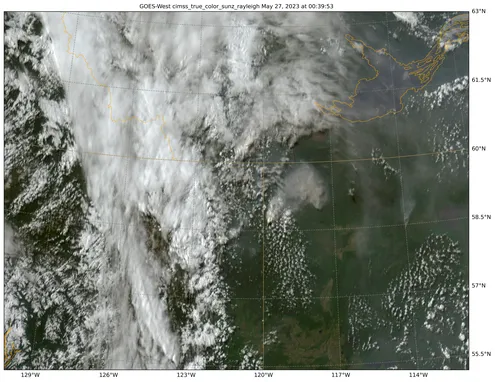 GOES-West cimss_true_color_sunz_rayleigh May 27, 2023 at 00:39:53
63°N
61.5°N
60°N
58.5°N
57°N
55.5°N
129°W
126°W
123°W
120°W
117°W
114°W